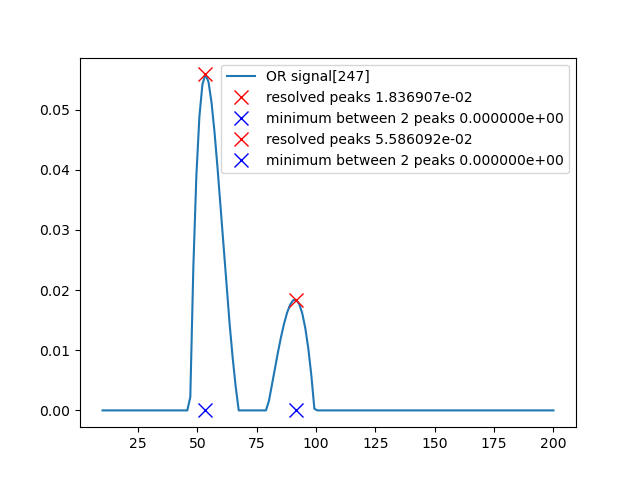 OR signal[247]
resolved peaks 1.836907e-02
minimum between 2 peaks 0.000000e+00
resolved peaks 5.586092e-02
minimum between 2 peaks 0.000000e+00
0.05
0.04
0.03
0.02
0.01
0.00
25 50 75 100 125 150 175 200